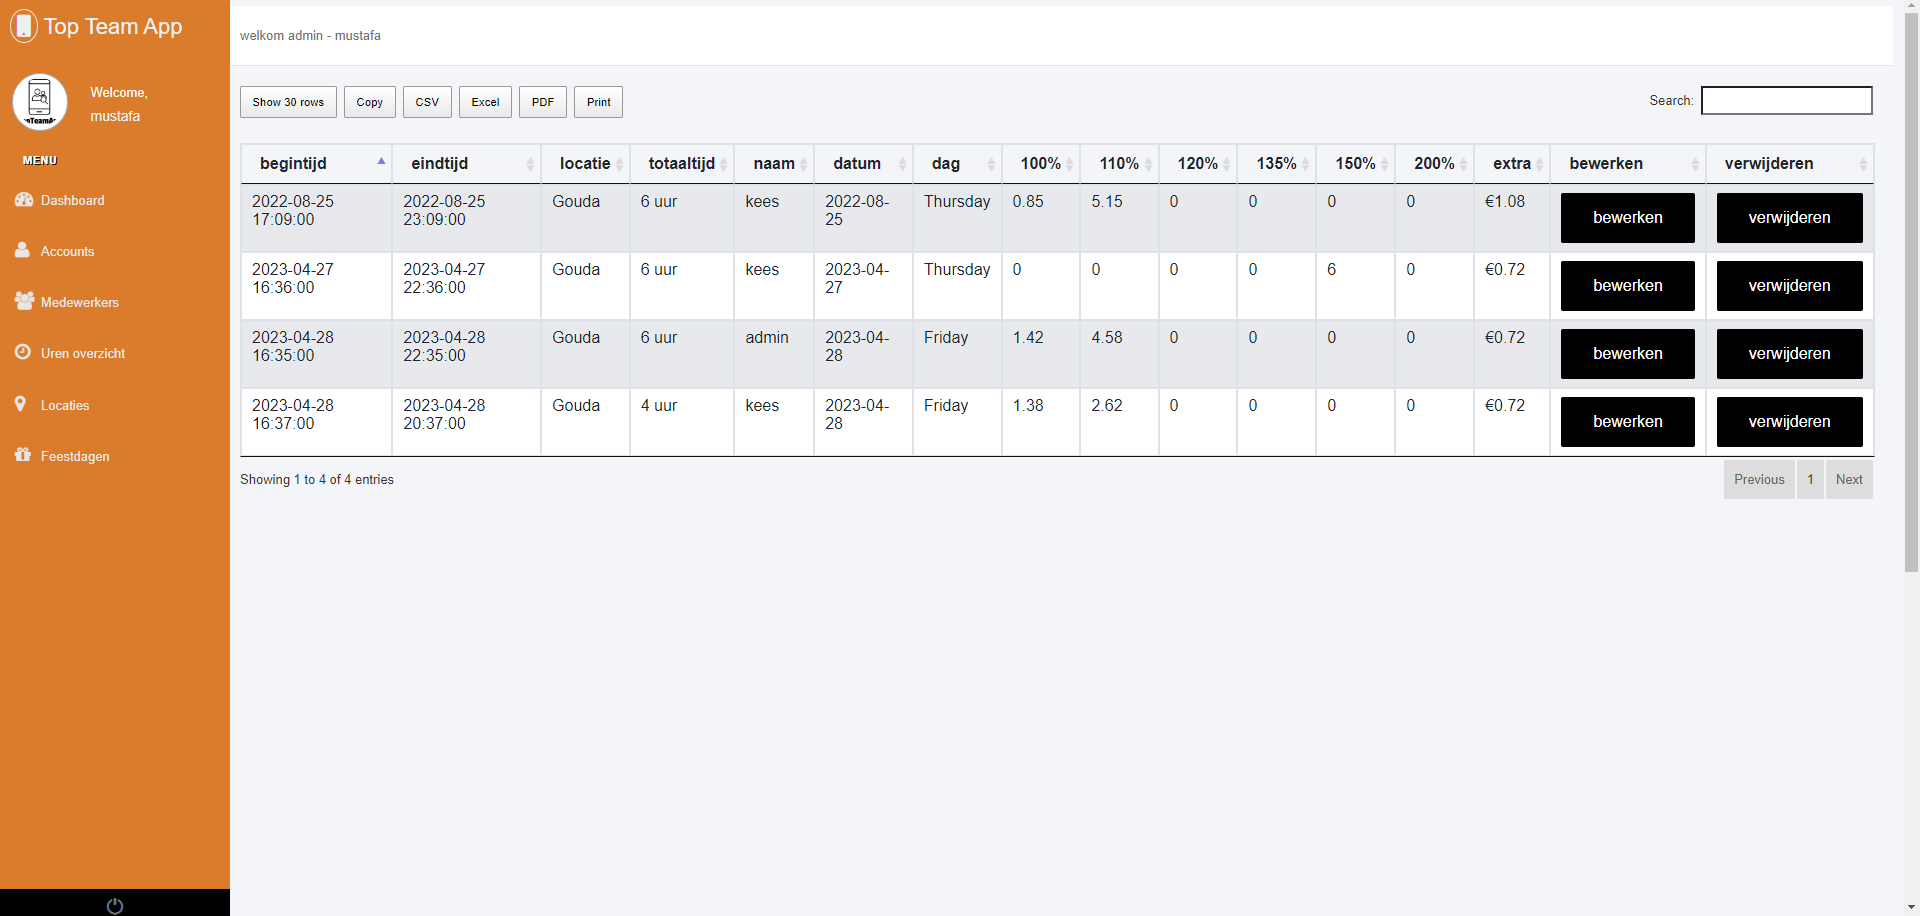 Top Team App
Welcome,
mustafa
MENU
Dashboard
Accounts
Medewerkers
Uren overzicht
Locaties
Feestdagen
welkom admin - mustafa
Show 30 rows Copy CSV Excel PDF Print Search:
begintijd eindtijd locatie totaaltijd naam datum dag 100% 110% 120% 135% 150% 200% extra bewerken verwijderen
2022-08-25 2022-08-25 Gouda 6 uur kees 2022-08- Thursday 0.85 5.15 0 0 0 0 €1.08 bewerken verwijderen
17:09:00 23:09:00 25
2023-04-27 2023-04-27 Gouda 6 uur kees 2023-04- Thursday 0 0 0 0 6 0 €0.72 bewerken verwijderen
16:36:00 22:36:00 27
2023-04-28 2023-04-28 Gouda 6 uur admin 2023-04- Friday 1.42 4.58 0 0 0 0 €0.72 bewerken verwijderen
16:35:00 22:35:00 28
2023-04-28 2023-04-28 Gouda 4 uur kees 2023-04- Friday 1.38 2.62 0 0 0 0 €0.72 bewerken verwijderen
16:37:00 20:37:00 28
Showing 1 to 4 of 4 entries Previous 1 Next